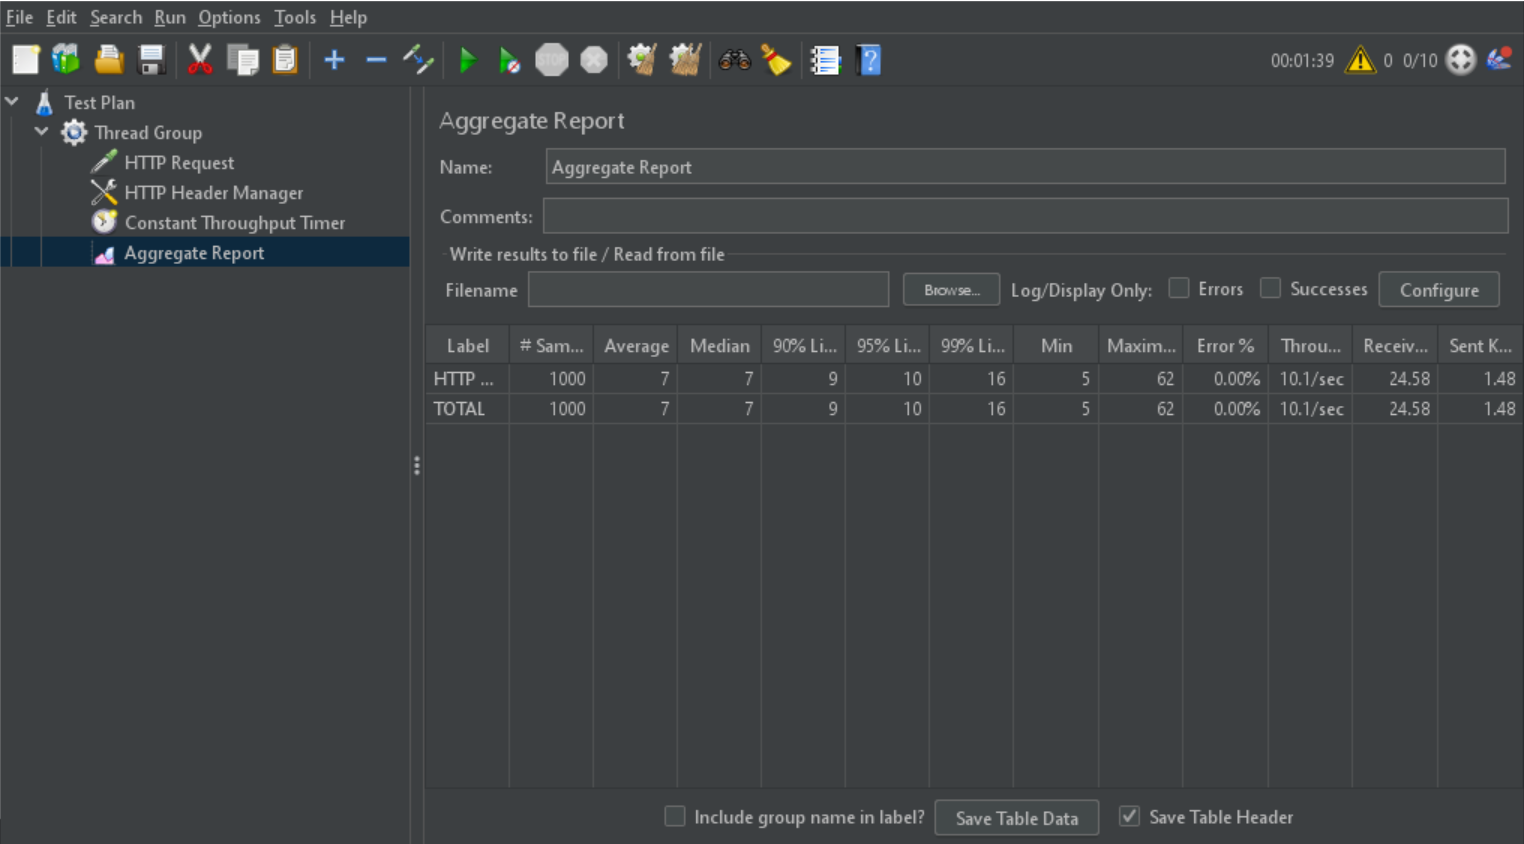 File Edit Search Run Options Tools Help
STOP 00:01:39 0 0/10
Test Plan
Thread Group
HTTP Request
HTTP Header Manager
Constant Throughput Timer
Aggregate Report
Aggregate Report
Name: Aggregate Report
Comments:
Write results to file / Read from file
Filename Browse... Log/Display Only: Errors Successes Configure
Label # Sam... Average Median 90% Li... 95% Li... 99% Li... Min Maxim... Error % Throu... Receiv... Sent K...
HTTP ... 1000 7 7 9 10 16 5 62 0.00% 10.1/sec 24.58 1.48
TOTAL 1000 7 7 9 10 16 5 62 0.00% 10.1/sec 24.58 1.48
Include group name in label? Save Table Data Save Table Header